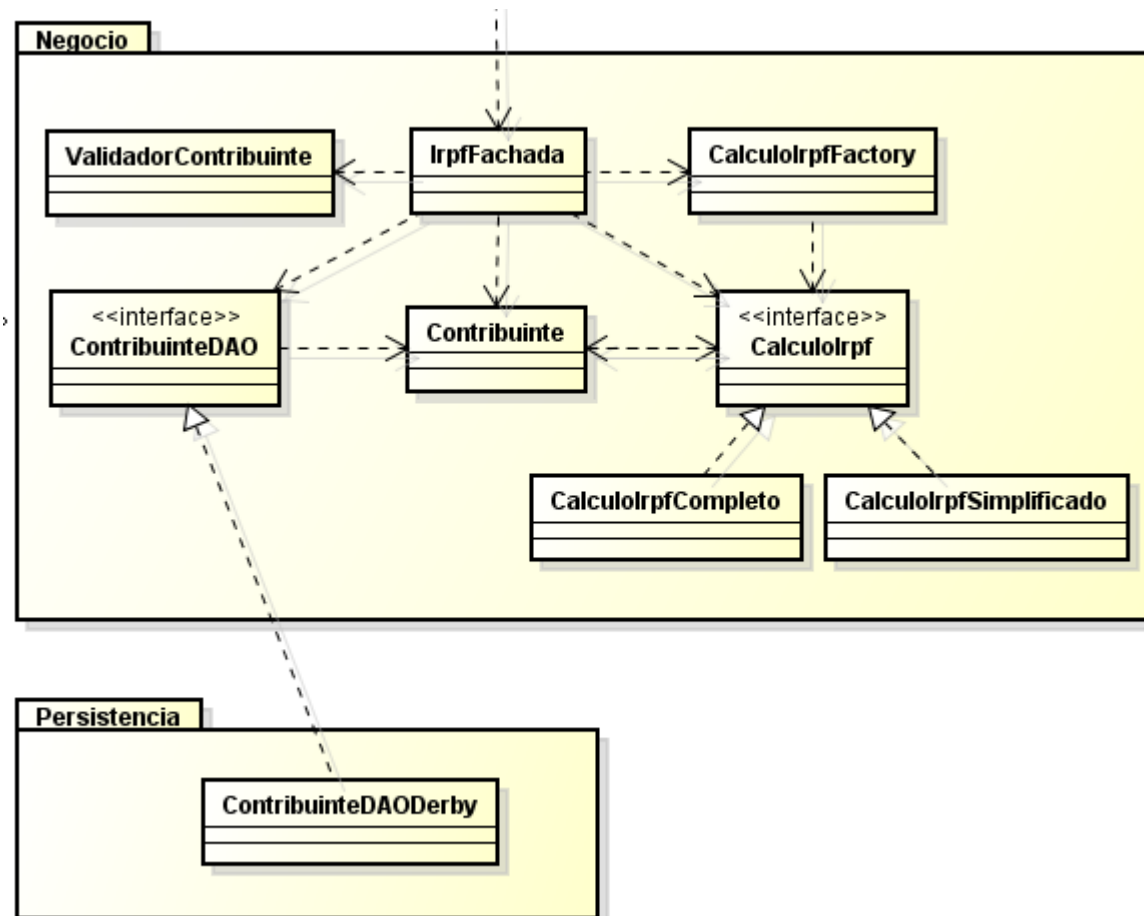 Negocio
ValidadorContribuinte
IrpfFachada
CalculoIrpfFactory
<<interface>>
ContribuinteDAO
Contribuinte
<<interface>>
CalculoIrpf
CalculoIrpfCompleto
CalculoIrpfSimplificado
Persistencia
ContribuinteDAODerby